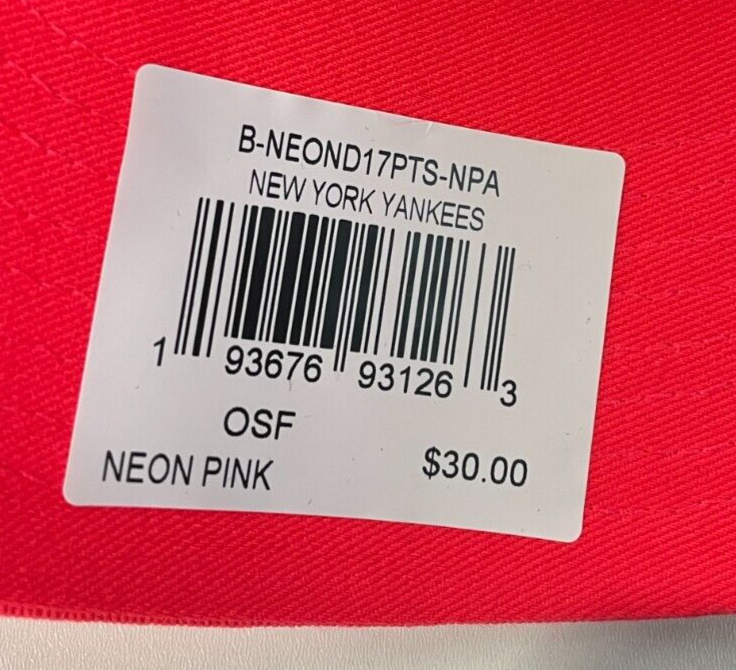 B-NEOND17PTS-NPA
NEW YORK YANKEES
1 93676 93126 3
OSF
NEON PINK $30.00